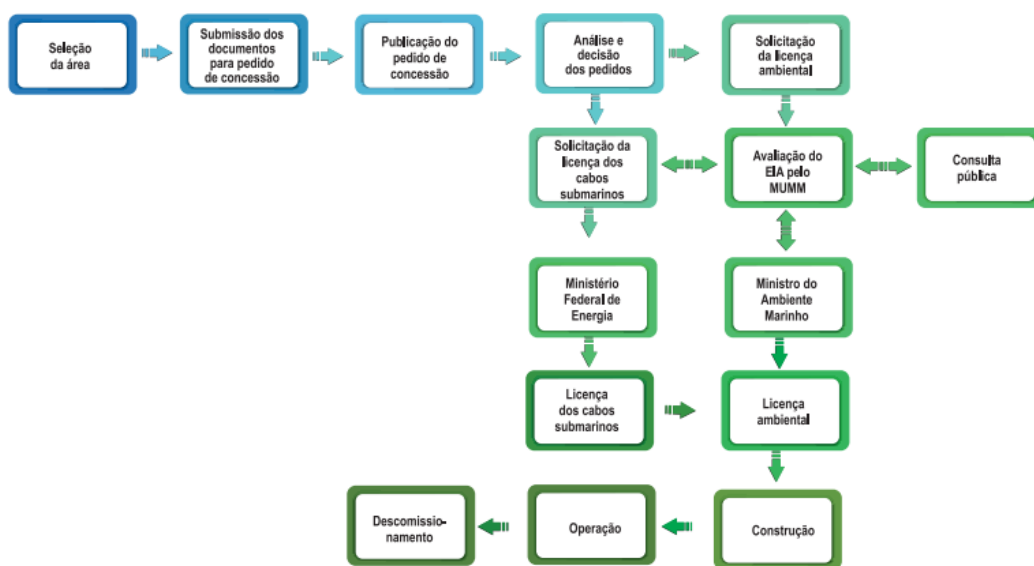 Seleção
da área
Submissão dos
documentos
para pedido
de concessão
Publicação do
pedido de
concessão
Análise e
decisão
dos pedidos
Solicitação
da licença
ambiental
Solicitação da
licença dos
cabos
submarinos
Avaliação do
EIA pelo
MUMM
Consulta
pública
Ministério
Federal de
Energia
Ministro do
Ambiente
Marinho
Licença
dos cabos
submarinos
Licença
ambiental
Descomissio-
namento
Operação
Construção